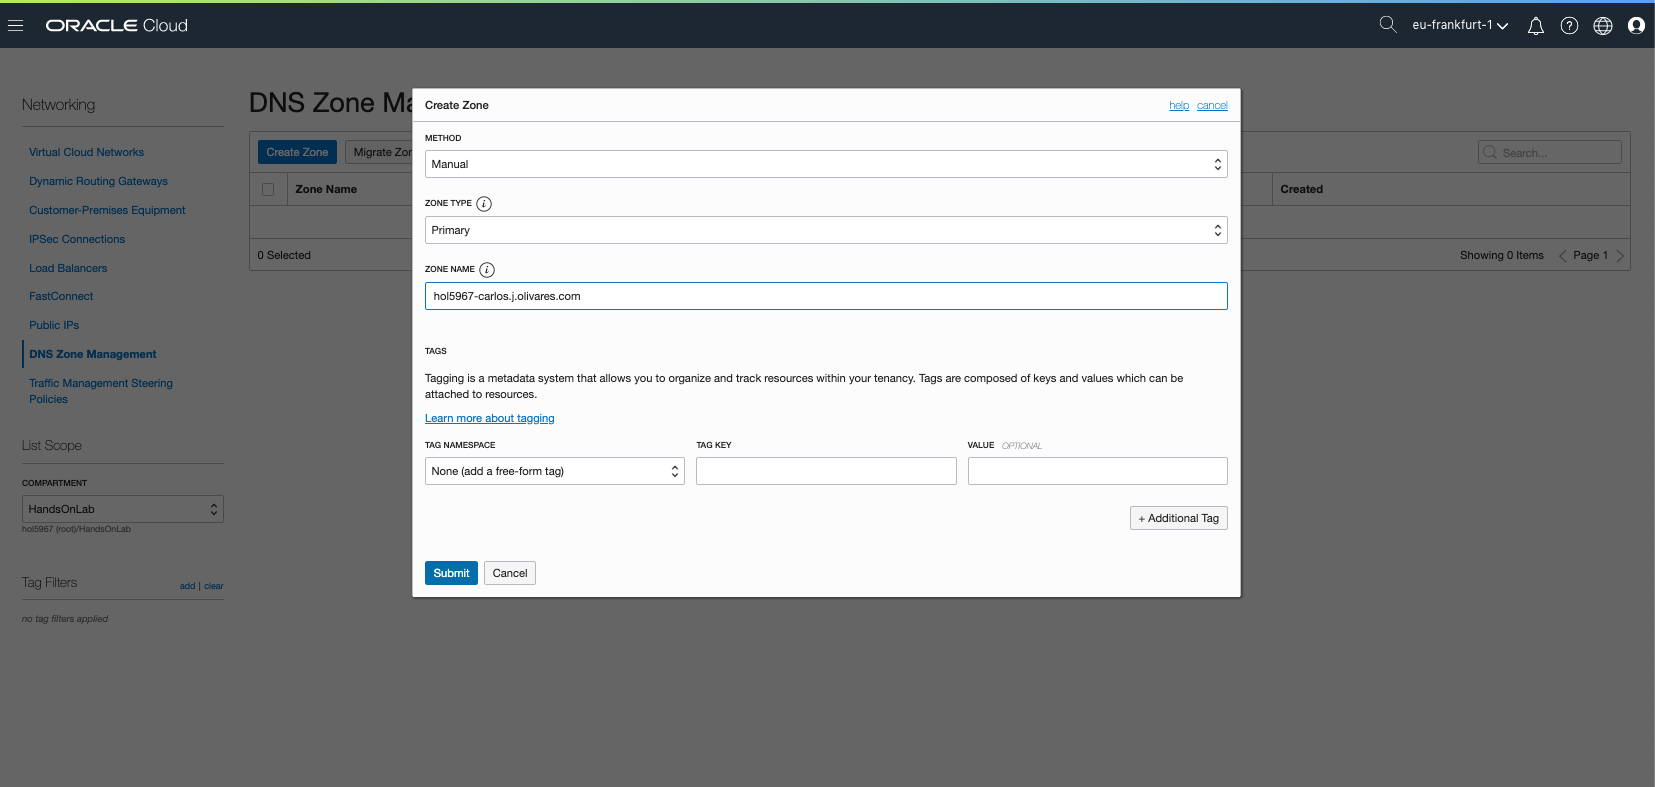 ORACLE Cloud
eu-frankfurt-1
Networking
Virtual Cloud Networks
Dynamic Routing Gateways
Customer-Premises Equipment
IPSec Connections
Load Balancers
FastConnect
Public IPs
DNS Zone Management
Traffic Management Steering
Policies
List Scope
COMPARTMENT
HandsOnLab
hol5967 (root)/HandsOnLab
Tag Filters
add | clear
no tag filters applied
DNS Zone Ma
Create Zone
Migrate Zon
Search...
Zone Name
Created
0 Selected
Showing 0 Items
Page 1
Create Zone
help
cancel
METHOD
Manual
ZONE TYPE
Primary
ZONE NAME
hol5967-carlos.j.olivares.com
TAGS
Tagging is a metadata system that allows you to organize and track resources within your tenancy. Tags are composed of keys and values which can be
attached to resources.
Learn more about tagging
TAG NAMESPACE
None (add a free-form tag)
TAG KEY
VALUE OPTIONAL
+ Additional Tag
Submit
Cancel